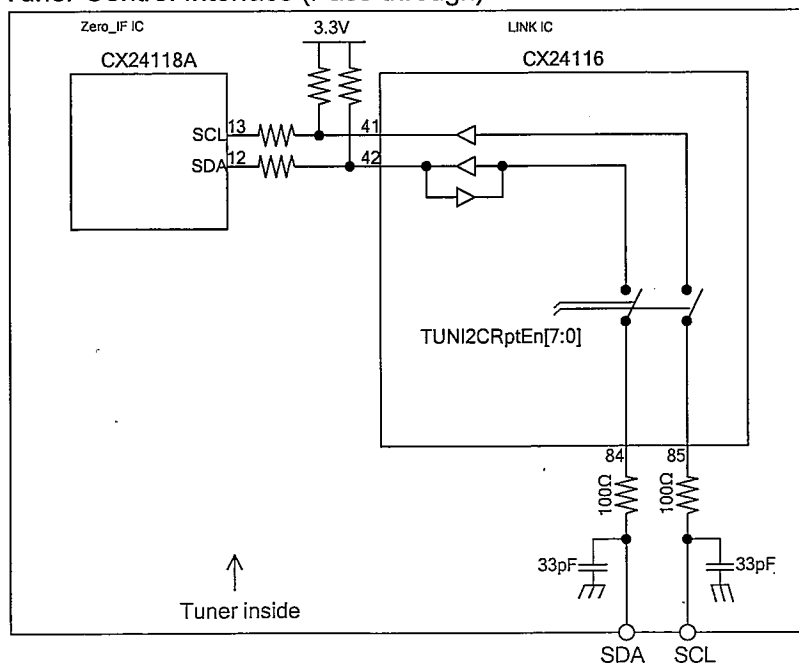 Tuner Control Interface (Pass through)
Zero_IF IC
3.3V
LINK IC
CX24118A
CX24116
SCL 13
41
SDA 12
42
TUNI2CRptEn[7:0]
84
85
100Ω
100Ω
33pF
33pF
Tuner inside
SDA
SCL